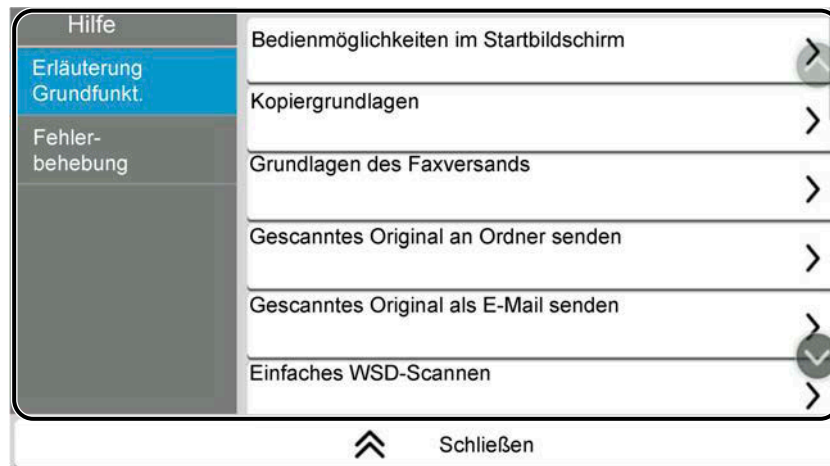 Hilfe
Erläuterung
Grundfunkt.
Fehler-
behebung
Bedienmöglichkeiten im Startbildschirm
Kopiergrundlagen
Grundlagen des Faxversands
Gescanntes Original an Ordner senden
Gescanntes Original als E-Mail senden
Einfaches WSD-Scannen
Schließen